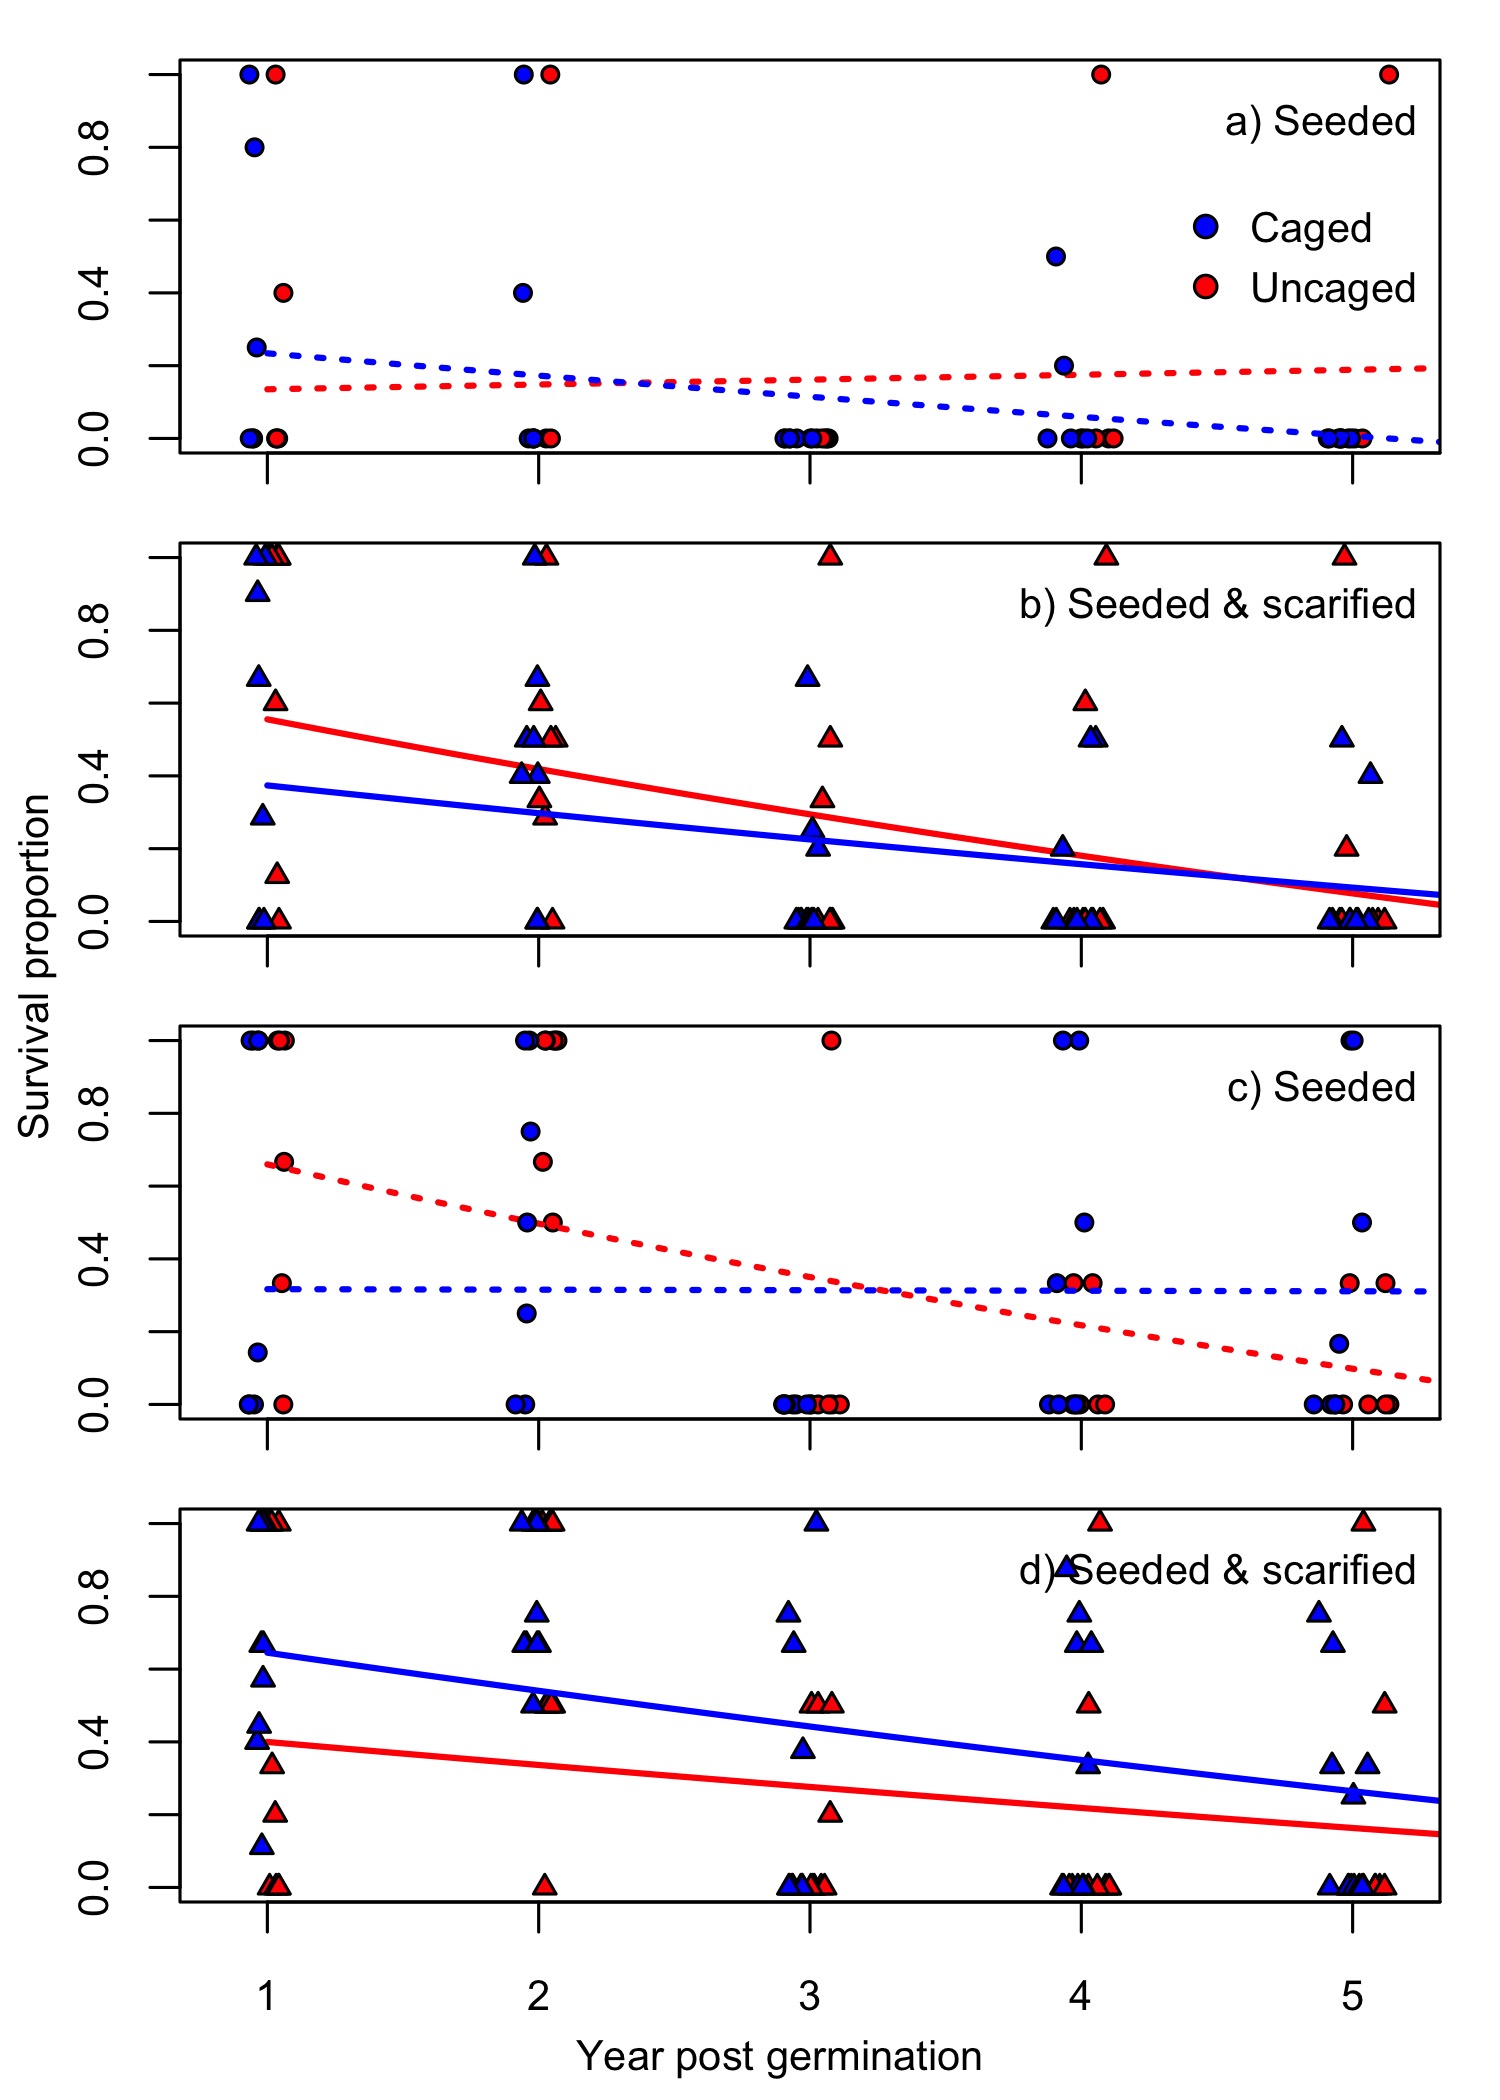 a) Seeded
Caged
Uncaged
0.0 0.4 0.8
b) Seeded & scarified
0.0 0.4 0.8
c) Seeded
0.0 0.4 0.8
d) Seeded & scarified
0.0 0.4 0.8
Survival proportion
1 2 3 4 5
Year post germination